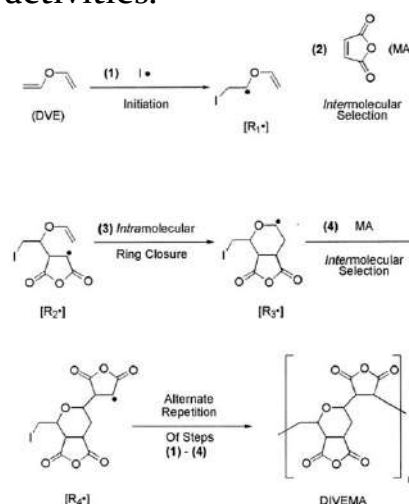 activities.
(1) I•
Initiation
(DVE)
[R₁•]
(2) (MA)
Intermolecular
Selection
(3) Intramolecular
Ring Closure
[R₂•]
[R₃•]
(4) MA
Intermolecular
Selection
Alternate
Repetition
Of Steps
(1) - (4)
[R₄•]
DIVEMA